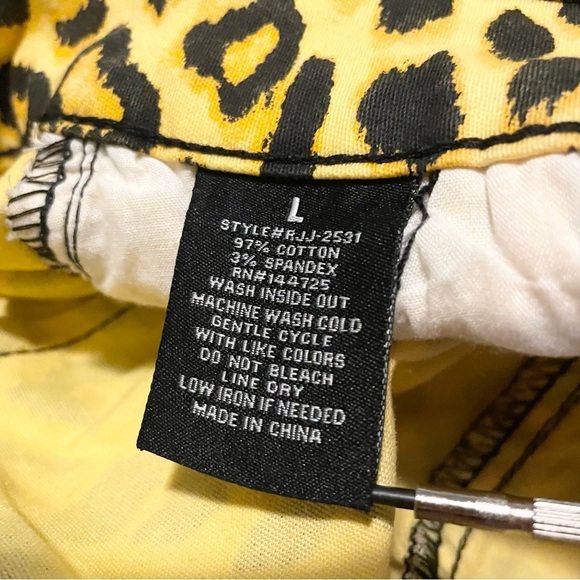 L
STYLE#RJJ-2531
97% COTTON
3% SPANDEX
RN#144725
WASH INSIDE OUT
MACHINE WASH COLD
GENTLE CYCLE
WITH LIKE COLORS
DO NOT BLEACH
LINE DRY
LOW IRON IF NEEDED
MADE IN CHINA